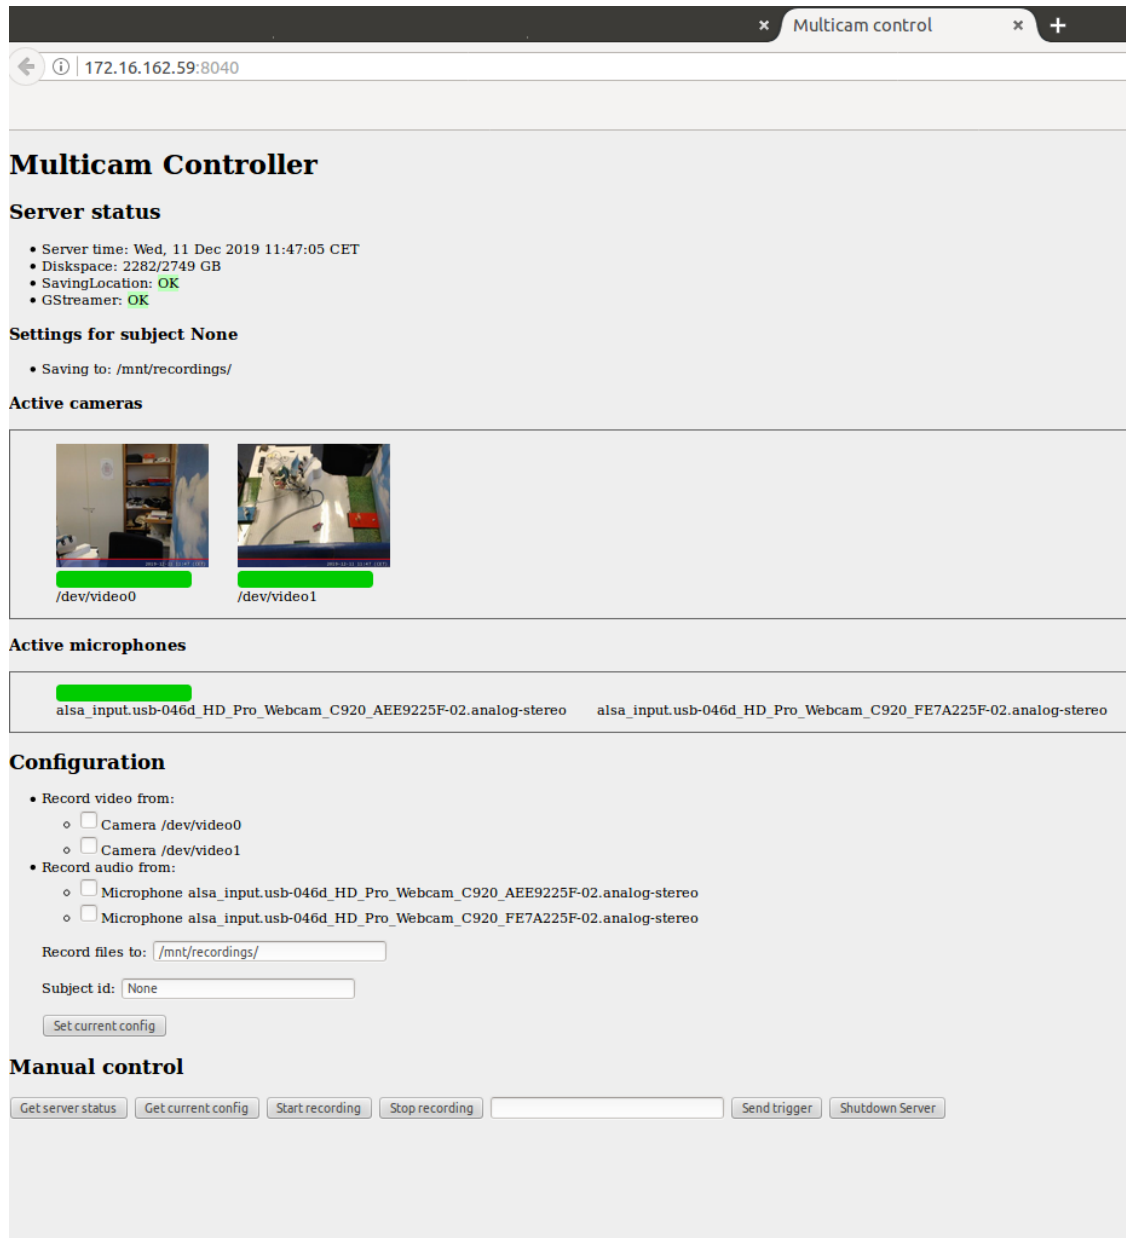 Multicam control
172.16.162.59:8040
Multicam Controller
Server status
Server time: Wed, 11 Dec 2019 11:47:05 CET
Diskspace: 2282/2749 GB
SavingLocation: OK
GStreamer: OK
Settings for subject None
Saving to: /mnt/recordings/
Active cameras
/dev/video0 /dev/video1
Active microphones
alsa_input.usb-046d_HD_Pro_Webcam_C920_AEE9225F-02.analog-stereo alsa_input.usb-046d_HD_Pro_Webcam_C920_FE7A225F-02.analog-stereo
Configuration
Record video from:
Camera /dev/video0
Camera /dev/video1
Record audio from:
Microphone alsa_input.usb-046d_HD_Pro_Webcam_C920_AEE9225F-02.analog-stereo
Microphone alsa_input.usb-046d_HD_Pro_Webcam_C920_FE7A225F-02.analog-stereo
Record files to: /mnt/recordings/
Subject id: None
Set current config
Manual control
Get server status Get current config Start recording Stop recording Send trigger Shutdown Server